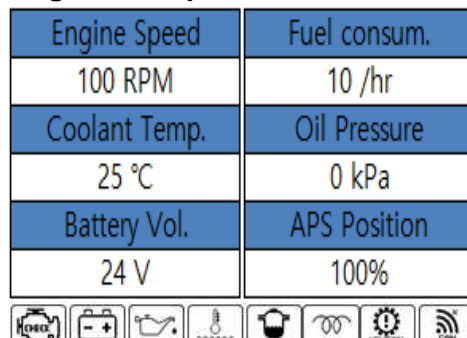 Engine Speed Fuel consum.
100 RPM 10 /hr
Coolant Temp. Oil Pressure
25 ℃ 0 kPa
Battery Vol. APS Position
24 V 100%
CHECK - +